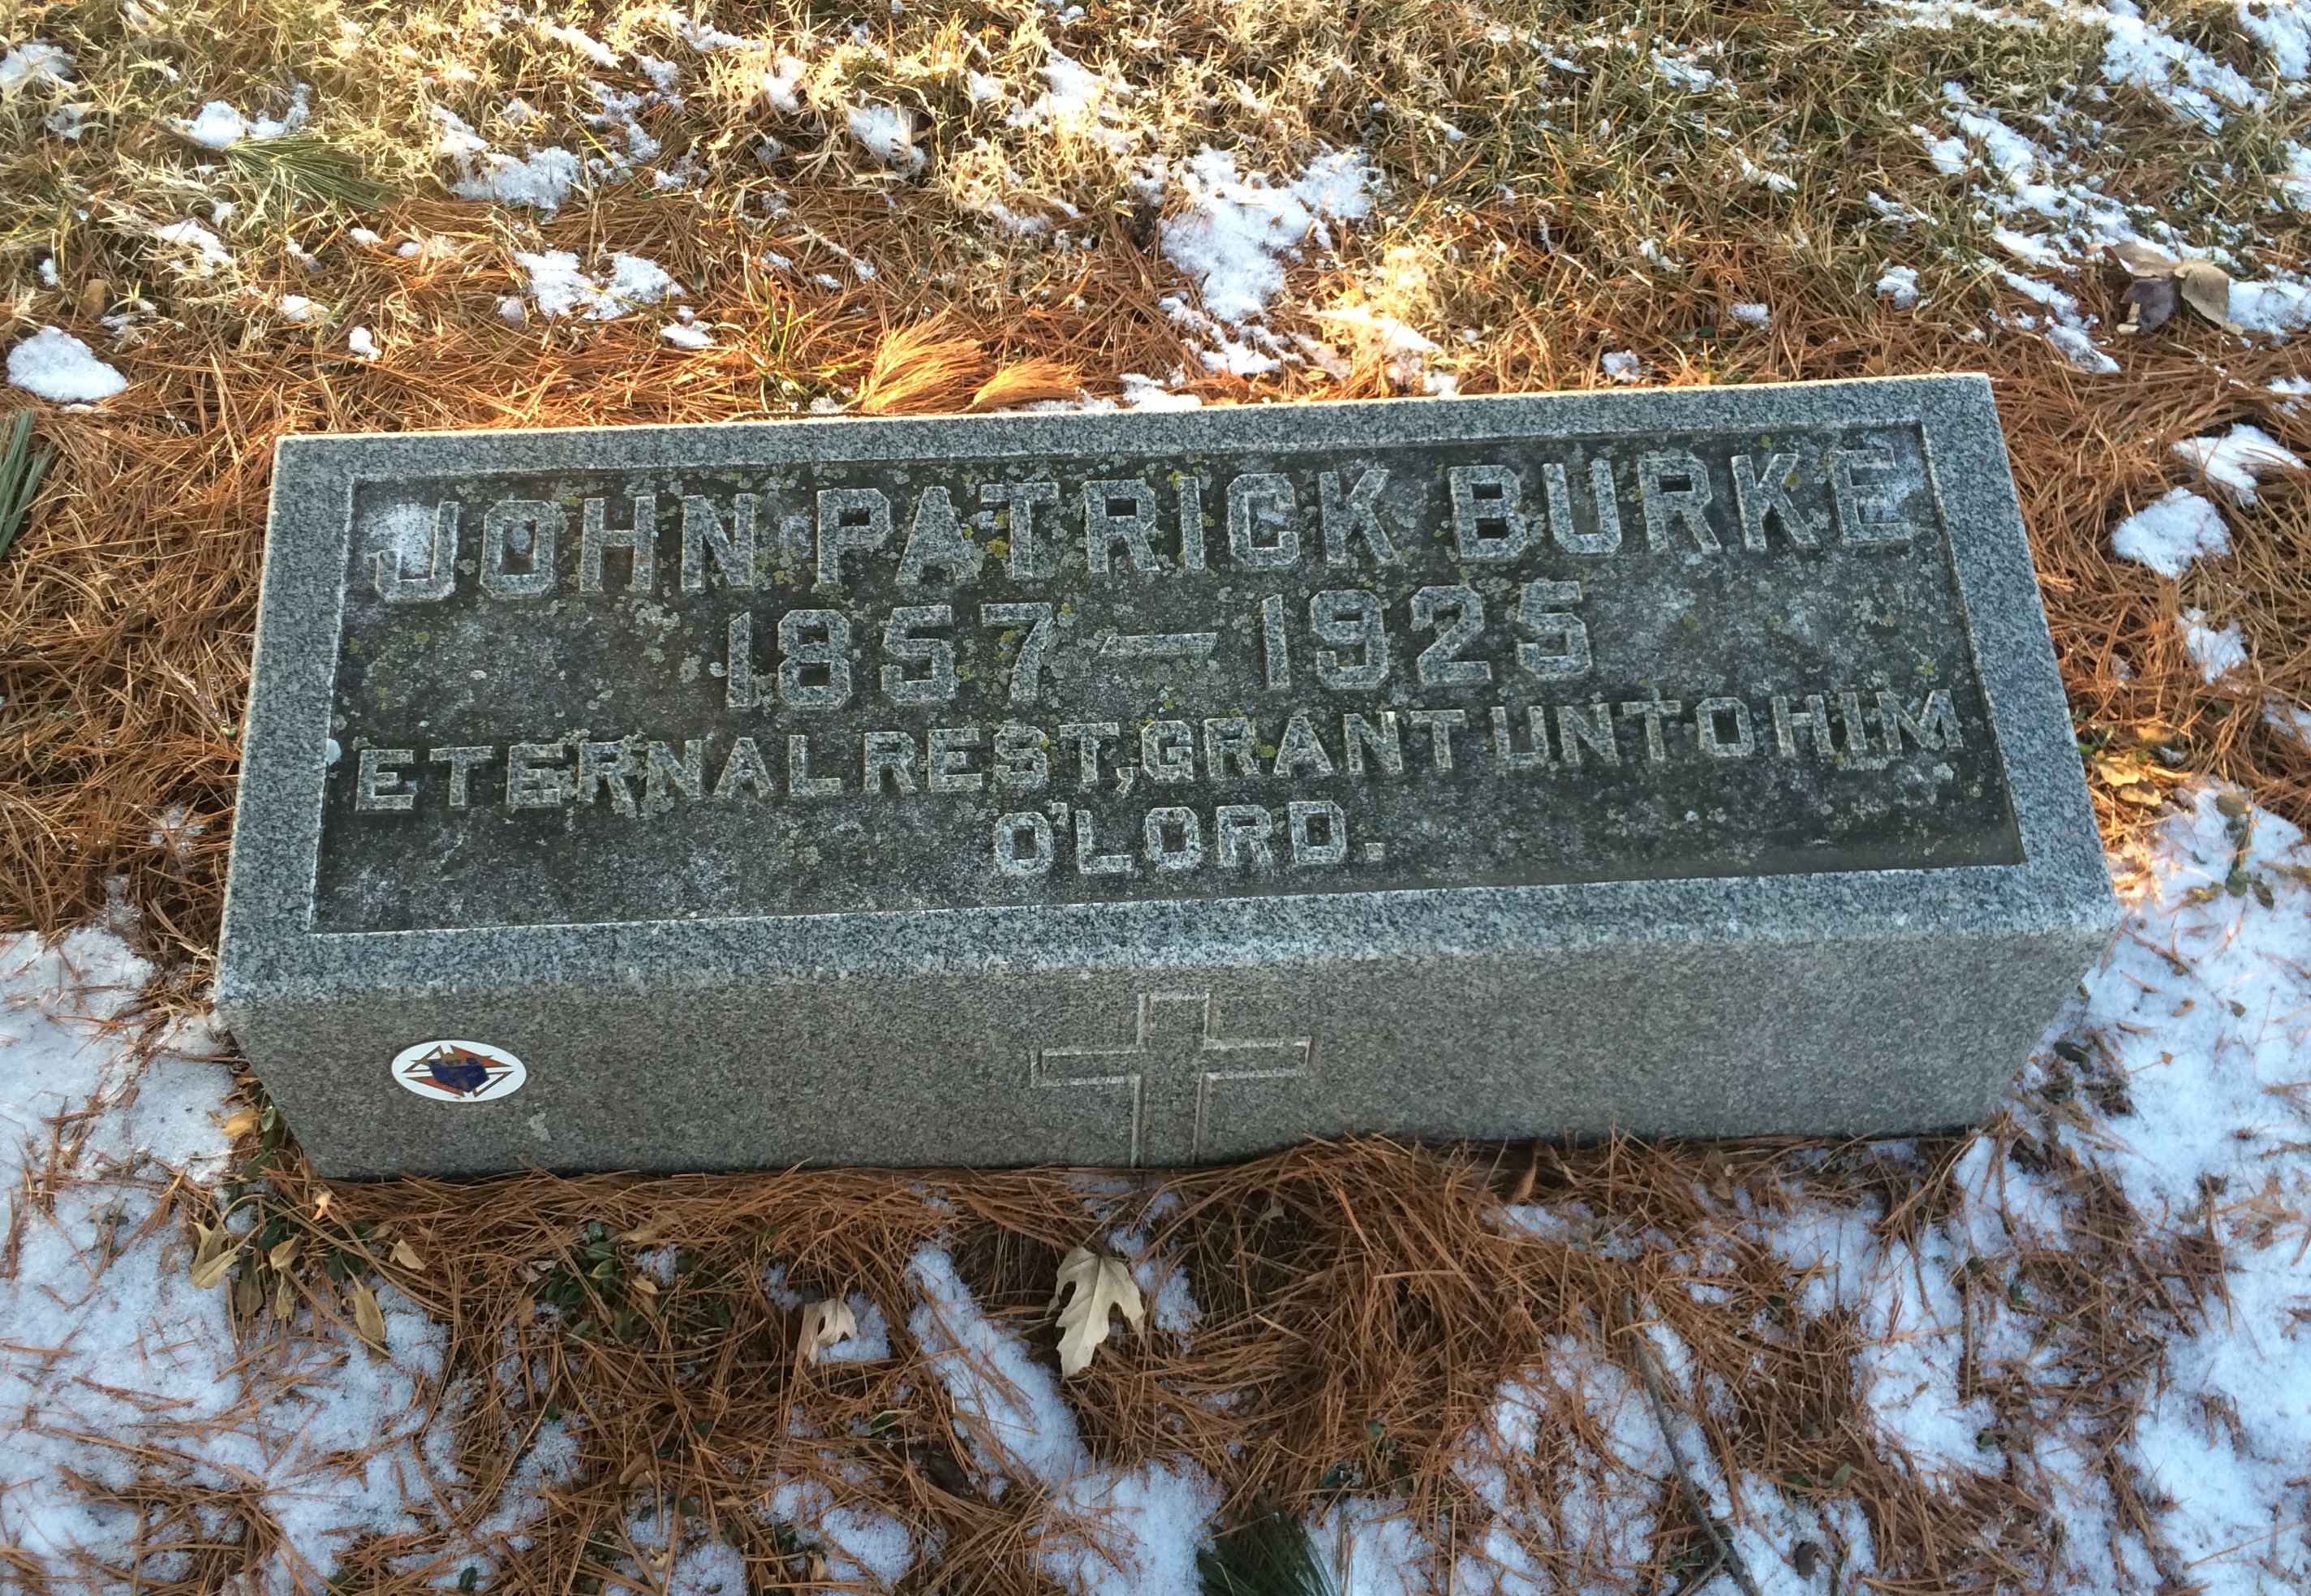 JOHN PATRICK BURKE
1857 — 1925
ETERNAL REST, GRANT UNTO HIM
O'LORD.